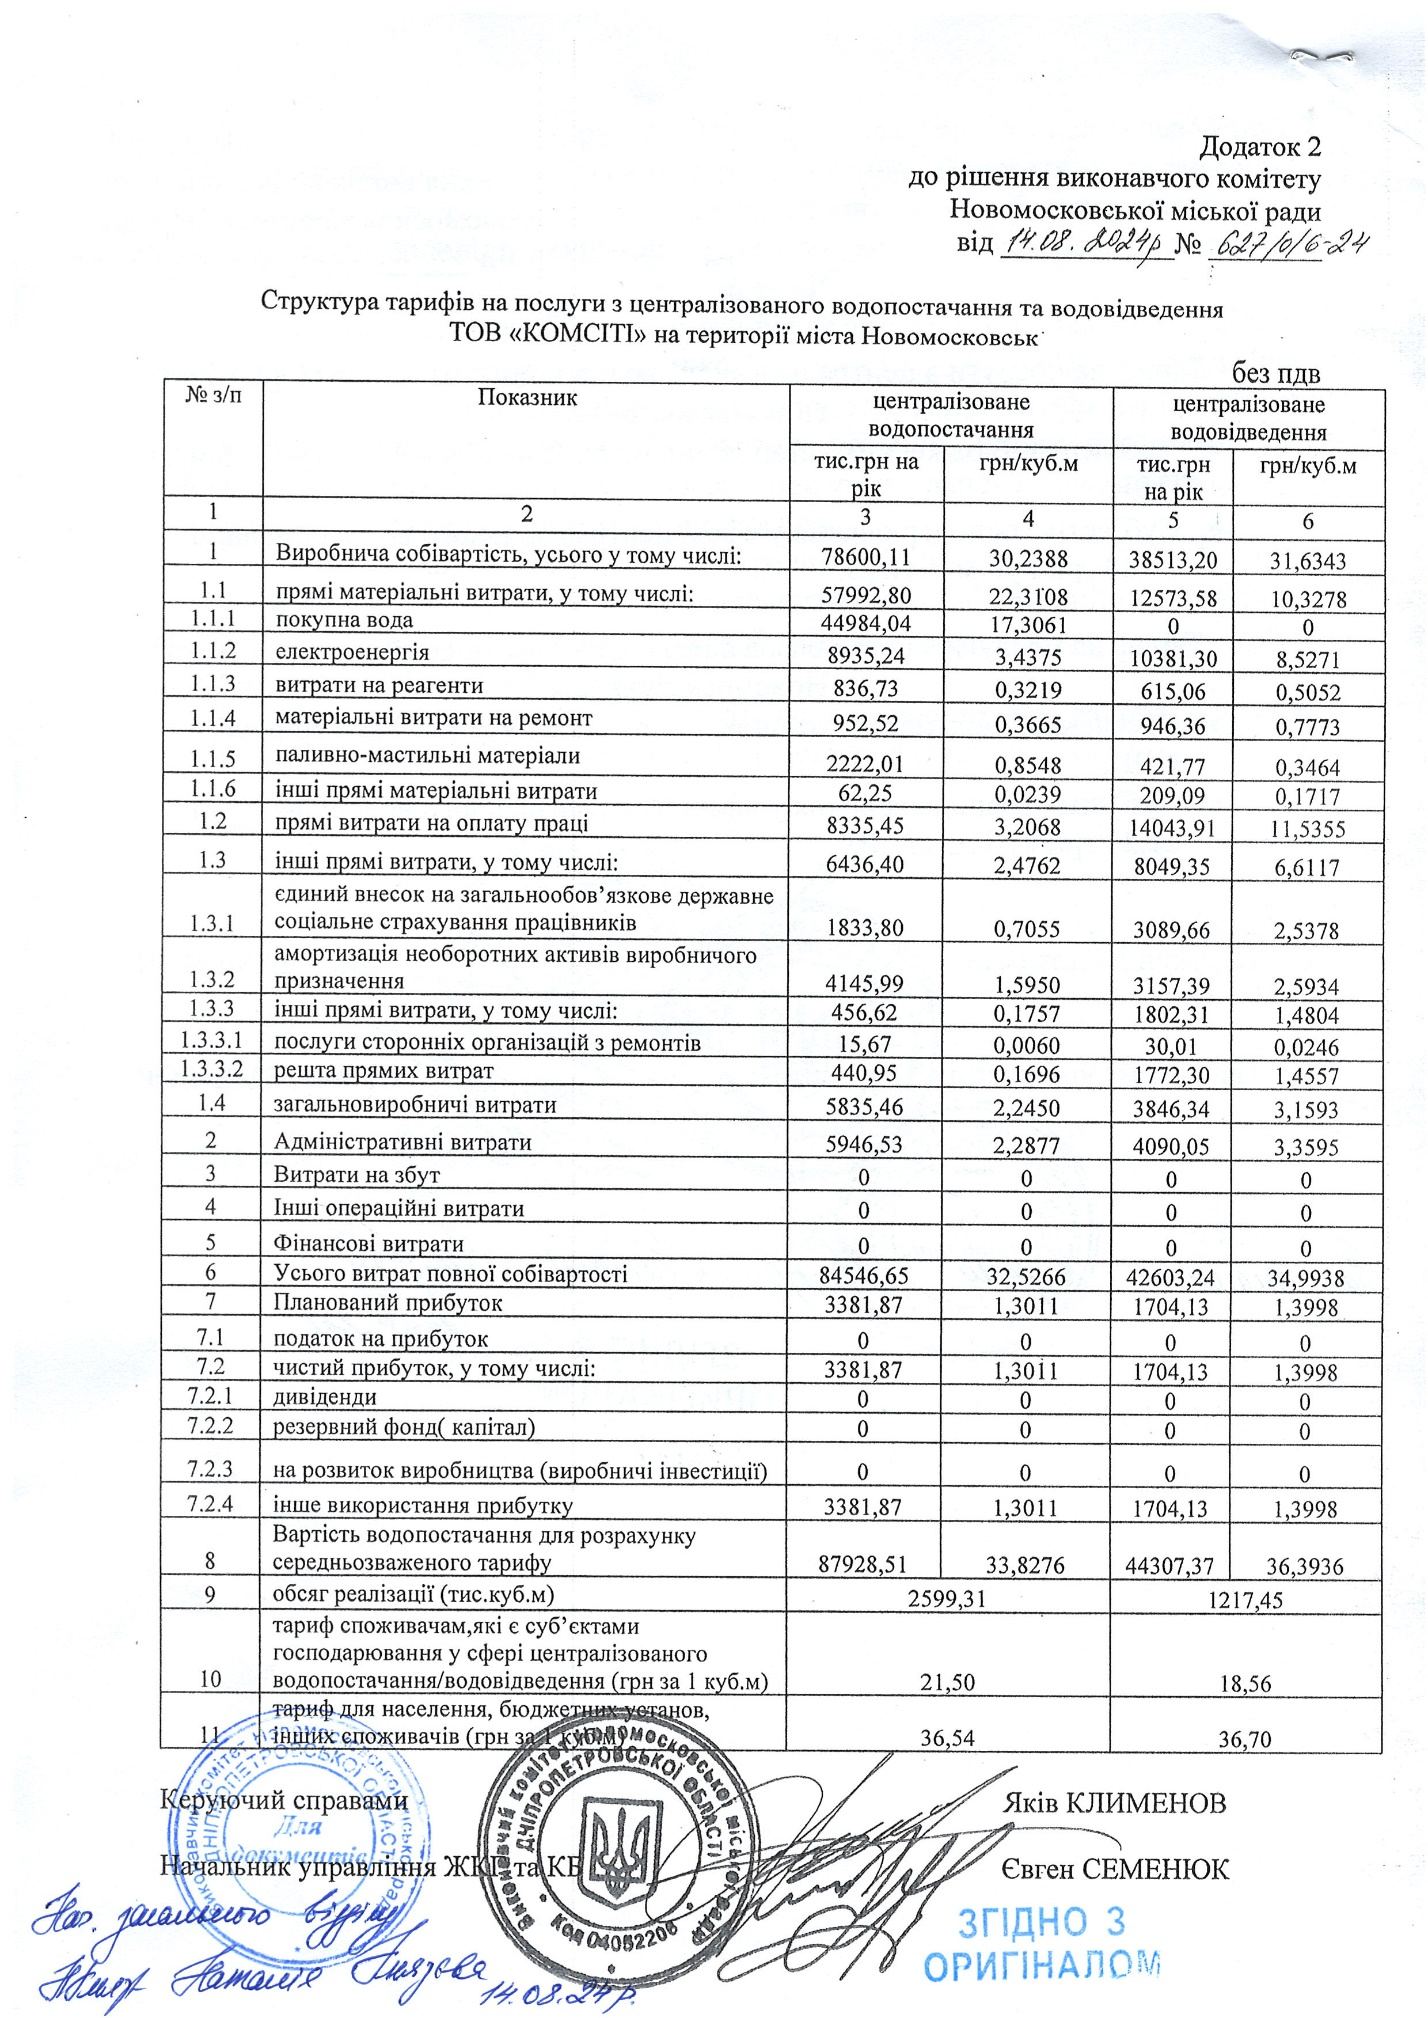 Додаток 2
до рішення виконавчого комітету
Новомосковської міської ради
від 14.08.2024р № 627/0/6-24
Структура тарифів на послуги з централізованого водопостачання та водовідведення
ТОВ «КОМСІТІ» на території міста Новомосковськ
без пдв
№ з/п Показник централізоване водопостачання централізоване водовідведення
тис.грн на рік грн/куб.м тис.грн на рік грн/куб.м
1 2 3 4 5 6
1 Виробнича собівартість, усього у тому числі: 78600,11 30,2388 38513,20 31,6343
1.1 прямі матеріальні витрати, у тому числі: 57992,80 22,3108 12573,58 10,3278
1.1.1 покупна вода 44984,04 17,3061 0 0
1.1.2 електроенергія 8935,24 3,4375 10381,30 8,5271
1.1.3 витрати на реагенти 836,73 0,3219 615,06 0,5052
1.1.4 матеріальні витрати на ремонт 952,52 0,3665 946,36 0,7773
1.1.5 паливно-мастильні матеріали 2222,01 0,8548 421,77 0,3464
1.1.6 інші прямі матеріальні витрати 62,25 0,0239 209,09 0,1717
1.2 прямі витрати на оплату праці 8335,45 3,2068 14043,91 11,5355
1.3 інші прямі витрати, у тому числі: 6436,40 2,4762 8049,35 6,6117
єдиний внесок на загальнообов’язкове державне
1.3.1 соціальне страхування працівників 1833,80 0,7055 3089,66 2,5378
амортизація необоротних активів виробничого
1.3.2 призначення 4145,99 1,5950 3157,39 2,5934
1.3.3 інші прямі витрати, у тому числі: 456,62 0,1757 1802,31 1,4804
1.3.3.1 послуги сторонніх організацій з ремонтів 15,67 0,0060 30,01 0,0246
1.3.3.2 решта прямих витрат 440,95 0,1696 1772,30 1,4557
1.4 загальновиробничі витрати 5835,46 2,2450 3846,34 3,1593
2 Адміністративні витрати 5946,53 2,2877 4090,05 3,3595
3 Витрати на збут 0 0 0 0
4 Інші операційні витрати 0 0 0 0
5 Фінансові витрати 0 0 0 0
6 Усього витрат повної собівартості 84546,65 32,5266 42603,24 34,9938
7 Планований прибуток 3381,87 1,3011 1704,13 1,3998
7.1 податок на прибуток 0 0 0 0
7.2 чистий прибуток, у тому числі: 3381,87 1,3011 1704,13 1,3998
7.2.1 дивіденди 0 0 0 0
7.2.2 резервний фонд( капітал) 0 0 0 0
7.2.3 на розвиток виробництва (виробничі інвестиції) 0 0 0 0
7.2.4 інше використання прибутку 3381,87 1,3011 1704,13 1,3998
Вартість водопостачання для розрахунку
8 середньозваженого тарифу 87928,51 33,8276 44307,37 36,3936
9 обсяг реалізації (тис.куб.м) 2599,31 1217,45
тариф споживачам,які є суб’єктами
господарювання у сфері централізованого
10 водопостачання/водовідведення (грн за 1 куб.м) 21,50 18,56
тариф для населення, бюджетних установ,
11 інших споживачів (грн за 1 куб.м) 36,54 36,70
Керуючий справами Яків КЛИМЕНОВ
Начальник управління ЖКГ та КБ Євген СЕМЕНЮК
Виконавчий комітет Новомосковської міської ради
ДНІПРОПЕТРОВСЬКОЇ ОБЛАСТІ
Для
документів
Виконавчий комітет Новомосковської міської ради
ДНІПРОПЕТРОВСЬКОЇ ОБЛАСТІ
Код 04052206
ЗГІДНО З
ОРИГІНАЛОМ
Нач. загального відділу
Наталія Князєва
14.08.24р.